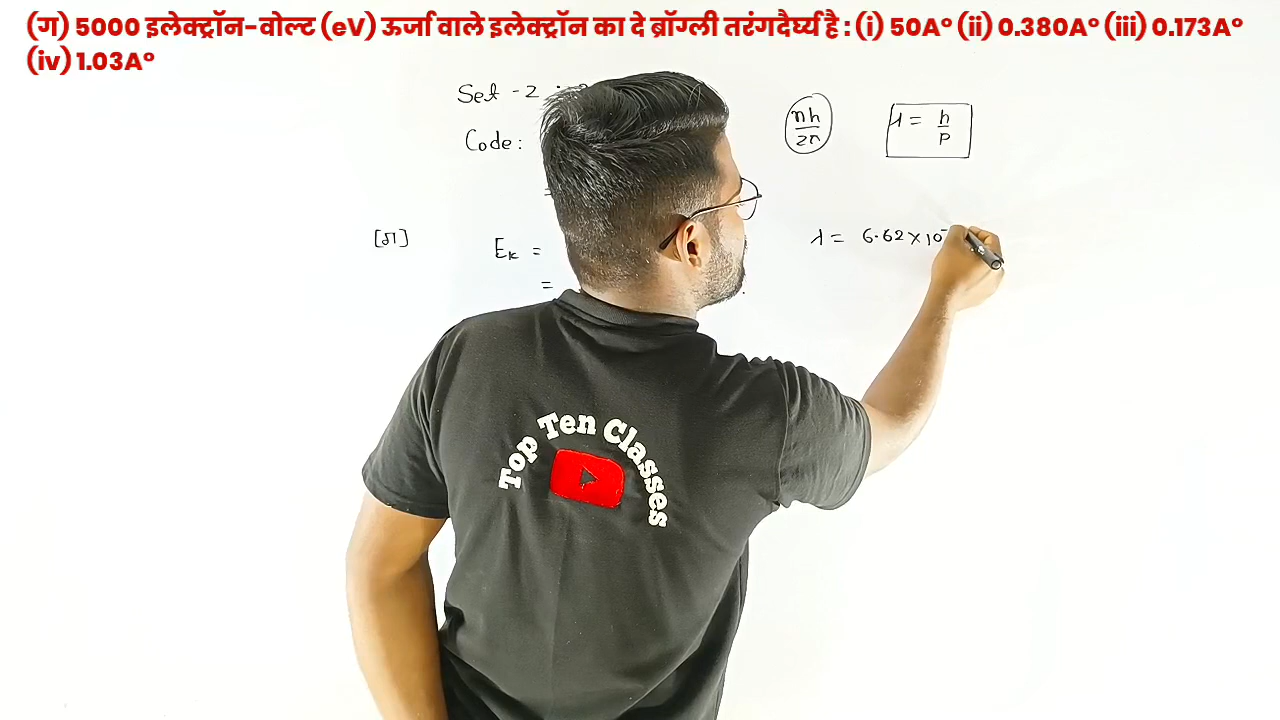 (ग) 5000 इलेक्ट्रॉन-वोल्ट (eV) ऊर्जा वाले इलेक्ट्रॉन का दे ब्रॉग्ली तरंगदैर्घ्य है : (i) 50A° (ii) 0.380A° (iii) 0.173A°
(iv) 1.03A°
Set - 2 :
Code :
nh/2π
λ = h/P
[ग]
Eₖ =
λ = 6.62×10⁻
=
Top Ten Classes